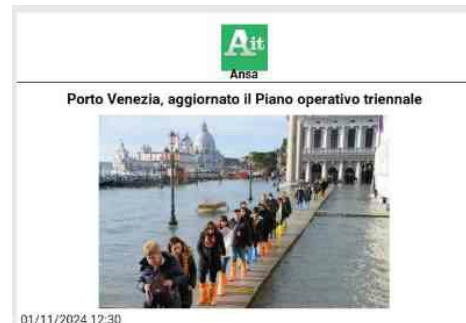 Ait
Ansa
Porto Venezia, aggiornato il Piano operativo triennale
01/11/2024 12:30